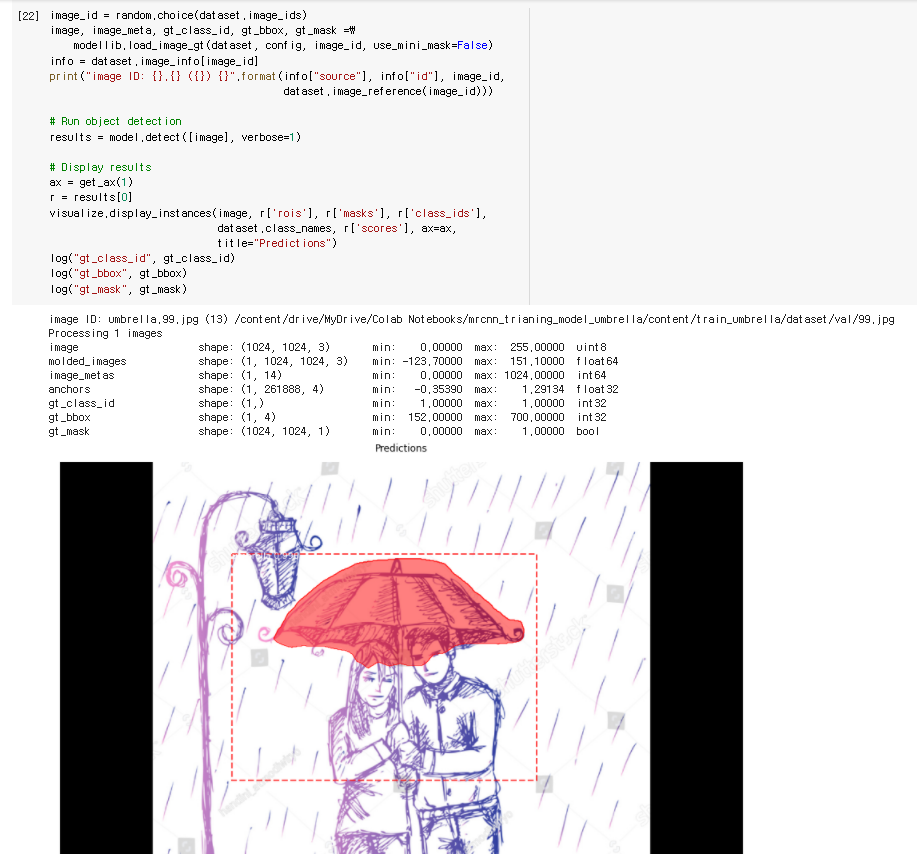 [22] image_id = random.choice(dataset.image_ids)
image, image_meta, gt_class_id, gt_bbox, gt_mask =₩
    modellib.load_image_gt(dataset, config, image_id, use_mini_mask=False)
info = dataset.image_info[image_id]
print("image ID: {}.{} ({}) {}".format(info["source"], info["id"], image_id,
                                       dataset.image_reference(image_id)))

# Run object detection
results = model.detect([image], verbose=1)

# Display results
ax = get_ax(1)
r = results[0]
visualize.display_instances(image, r['rois'], r['masks'], r['class_ids'],
                            dataset.class_names, r['scores'], ax=ax,
                            title="Predictions")
log("gt_class_id", gt_class_id)
log("gt_bbox", gt_bbox)
log("gt_mask", gt_mask)
image ID: umbrella.99.jpg (13) /content/drive/MyDrive/Colab Notebooks/mrcnn_trianing_model_umbrella/content/train_umbrella/dataset/val/99.jpg
Processing 1 images
image shape: (1024, 1024, 3) min: 0.00000 max: 255.00000 uint8
molded_images shape: (1, 1024, 1024, 3) min: -123.70000 max: 151.10000 float64
image_metas shape: (1, 14) min: 0.00000 max: 1024.00000 int64
anchors shape: (1, 261888, 4) min: -0.35390 max: 1.29134 float32
gt_class_id shape: (1,) min: 1.00000 max: 1.00000 int32
gt_bbox shape: (1, 4) min: 152.00000 max: 700.00000 int32
gt_mask shape: (1024, 1024, 1) min: 0.00000 max: 1.00000 bool
Predictions